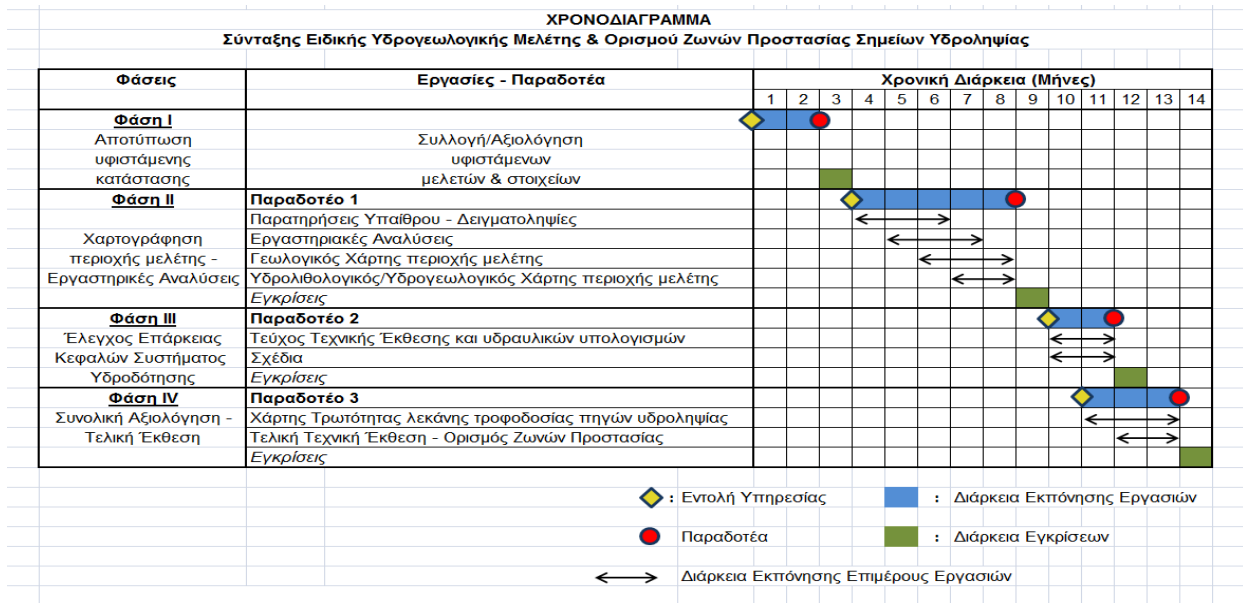 ΧΡΟΝΟΔΙΑΓΡΑΜΜΑ
Σύνταξης Ειδικής Υδρογεωλογικής Μελέτης & Ορισμού Ζωνών Προστασίας Σημείων Υδροληψίας
Φάσεις Εργασίες - Παραδοτέα Χρονική Διάρκεια (Μήνες)
1 2 3 4 5 6 7 8 9 10 11 12 13 14
Φάση Ι
Αποτύπωση Συλλογή/Αξιολόγηση
υφιστάμενης υφιστάμενων
κατάστασης μελετών & στοιχείων
Φάση ΙΙ Παραδοτέο 1
Παρατηρήσεις Υπαίθρου - Δειγματοληψίες
Χαρτογράφηση Εργαστηριακές Αναλύσεις
περιοχής μελέτης - Γεωλογικός Χάρτης περιοχής μελέτης
Εργαστηρικές Αναλύσεις Υδρολιθολογικός/Υδρογεωλογικός Χάρτης περιοχής μελέτης
Εγκρίσεις
Φάση ΙΙΙ Παραδοτέο 2
Έλεγχος Επάρκειας Τεύχος Τεχνικής Έκθεσης και υδραυλικών υπολογισμών
Κεφαλών Συστήματος Σχέδια
Υδροδότησης Εγκρίσεις
Φάση IV Παραδοτέο 3
Συνολική Αξιολόγηση - Χάρτης Τρωτότητας λεκάνης τροφοδοσίας πηγών υδροληψίας
Τελική Έκθεση Τελική Τεχνική Έκθεση - Ορισμός Ζωνών Προστασίας
Εγκρίσεις
: Εντολή Υπηρεσίας : Διάρκεια Εκπόνησης Εργασιών
Παραδοτέα : Διάρκεια Εγκρίσεων
Διάρκεια Εκπόνησης Επιμέρους Εργασιών